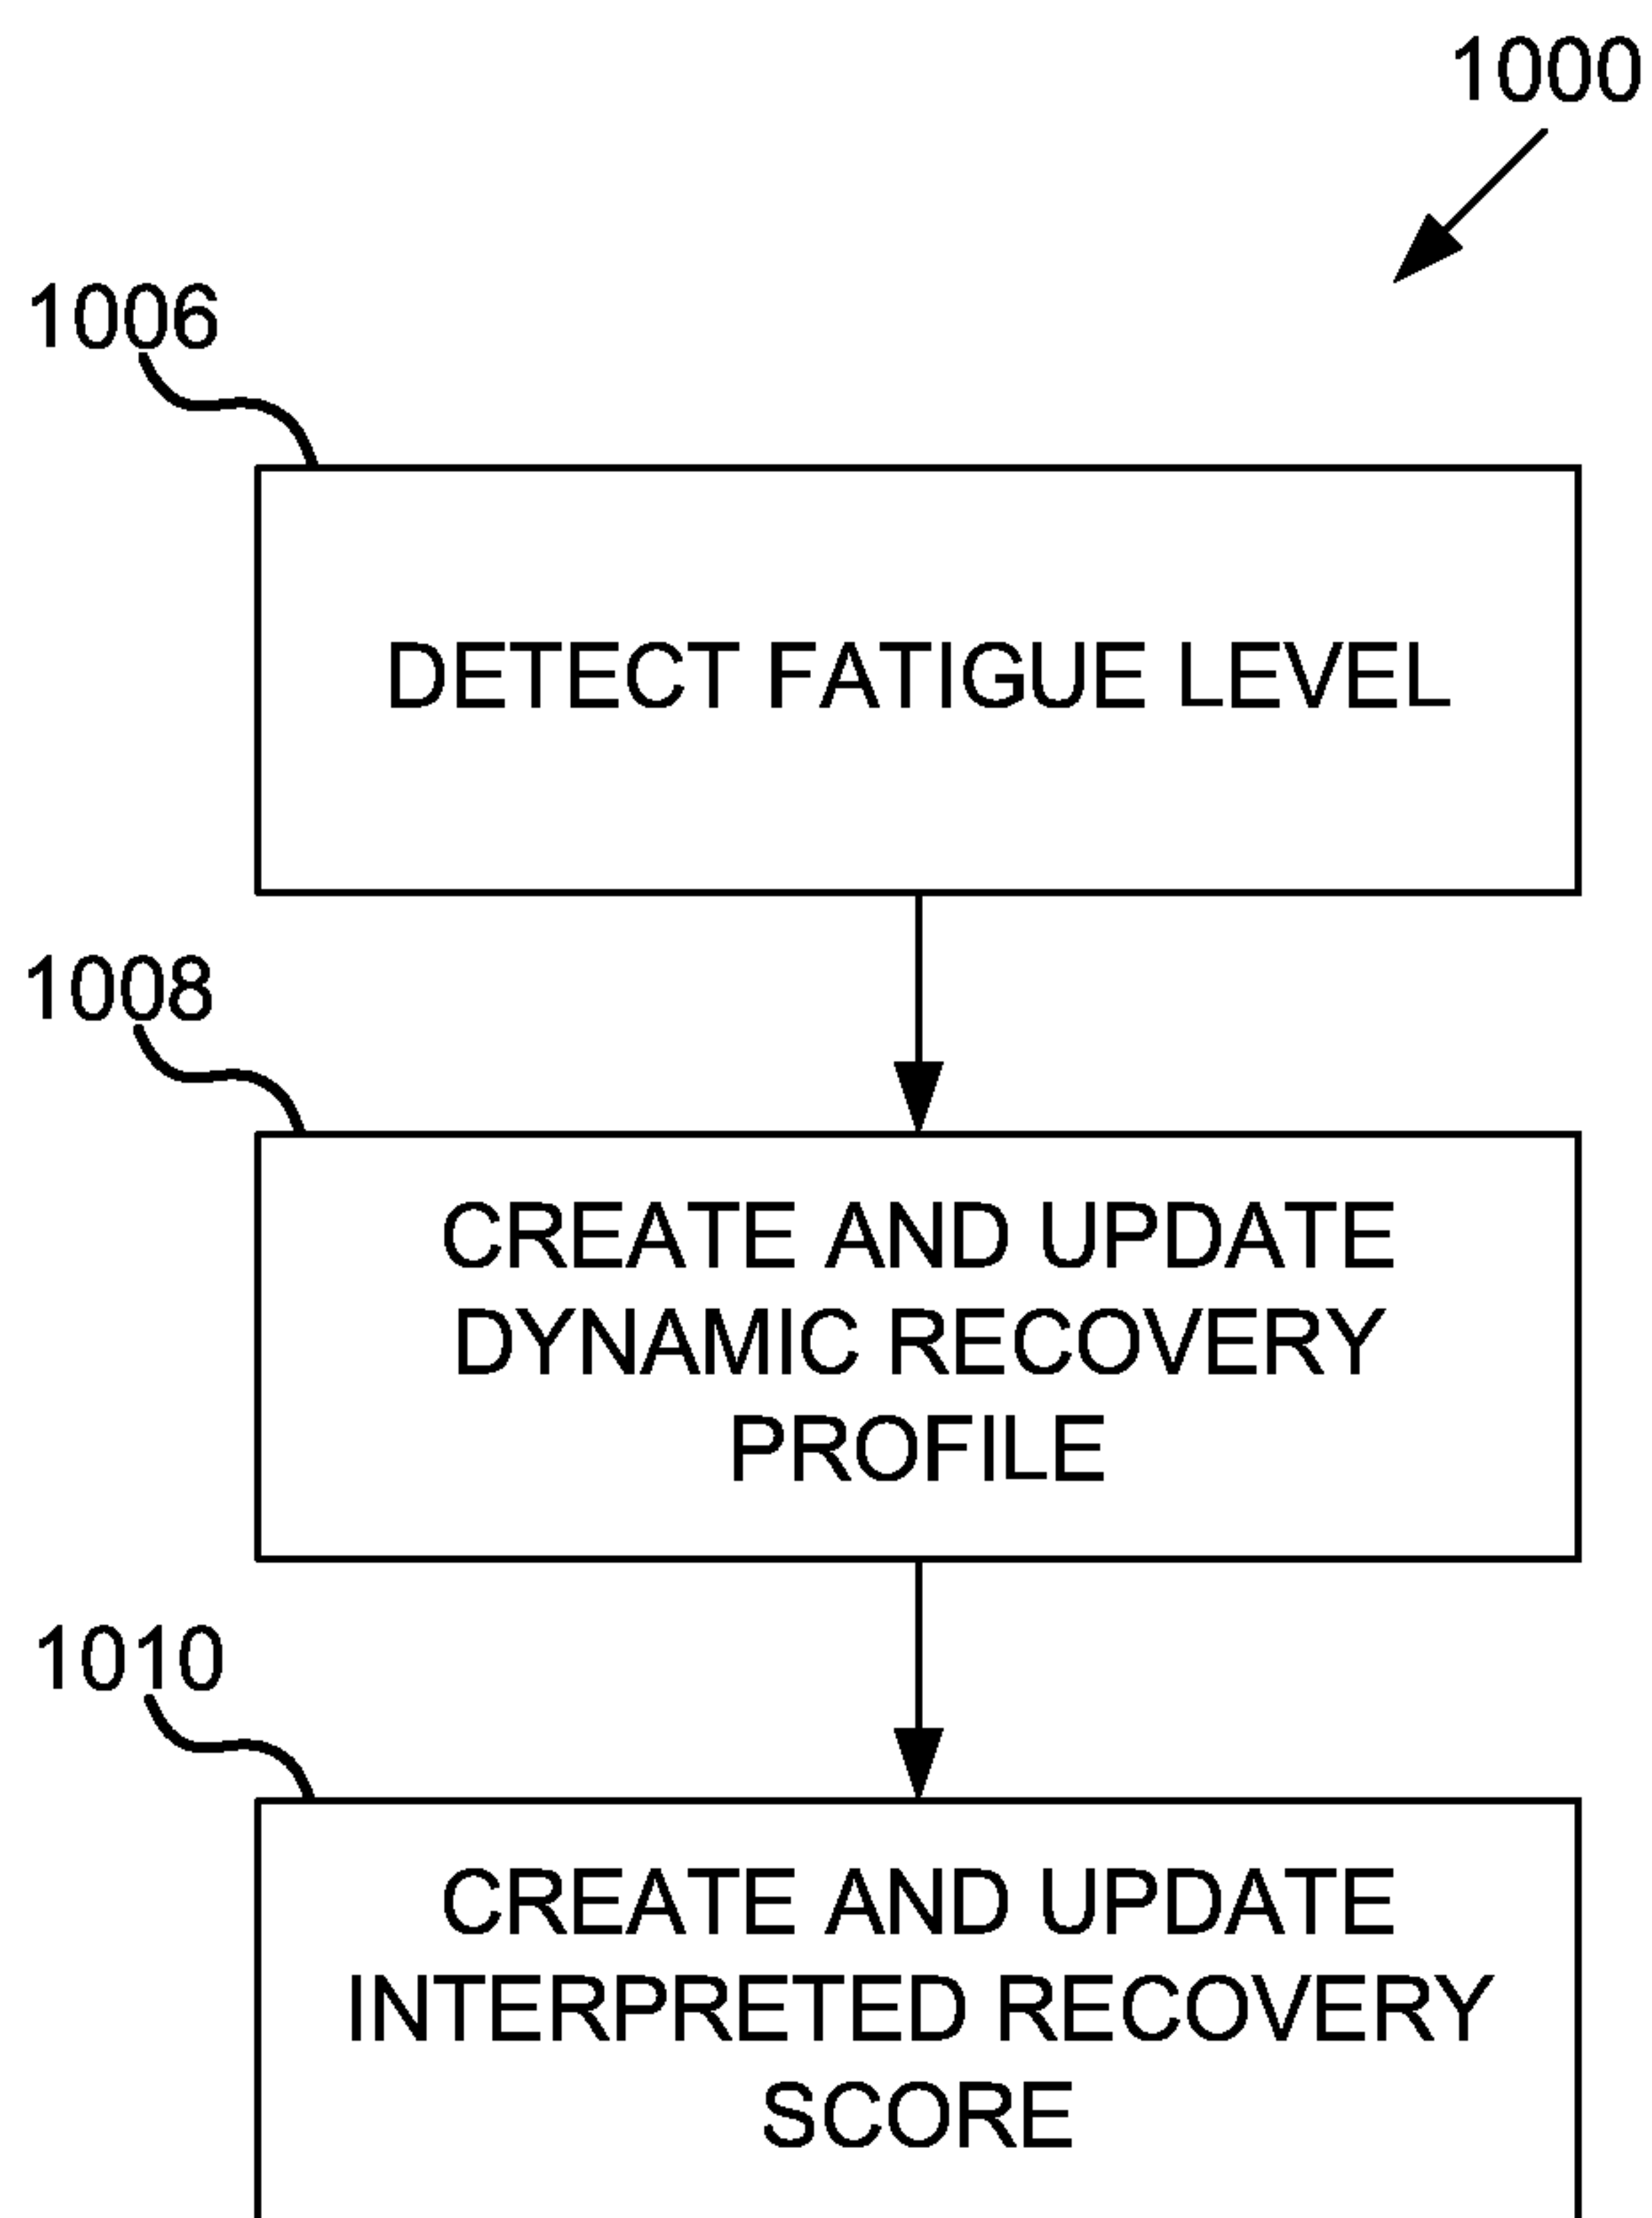 1000
1006
DETECT FATIGUE LEVEL
1008
CREATE AND UPDATE
DYNAMIC RECOVERY
PROFILE
1010
CREATE AND UPDATE
INTERPRETED RECOVERY
SCORE